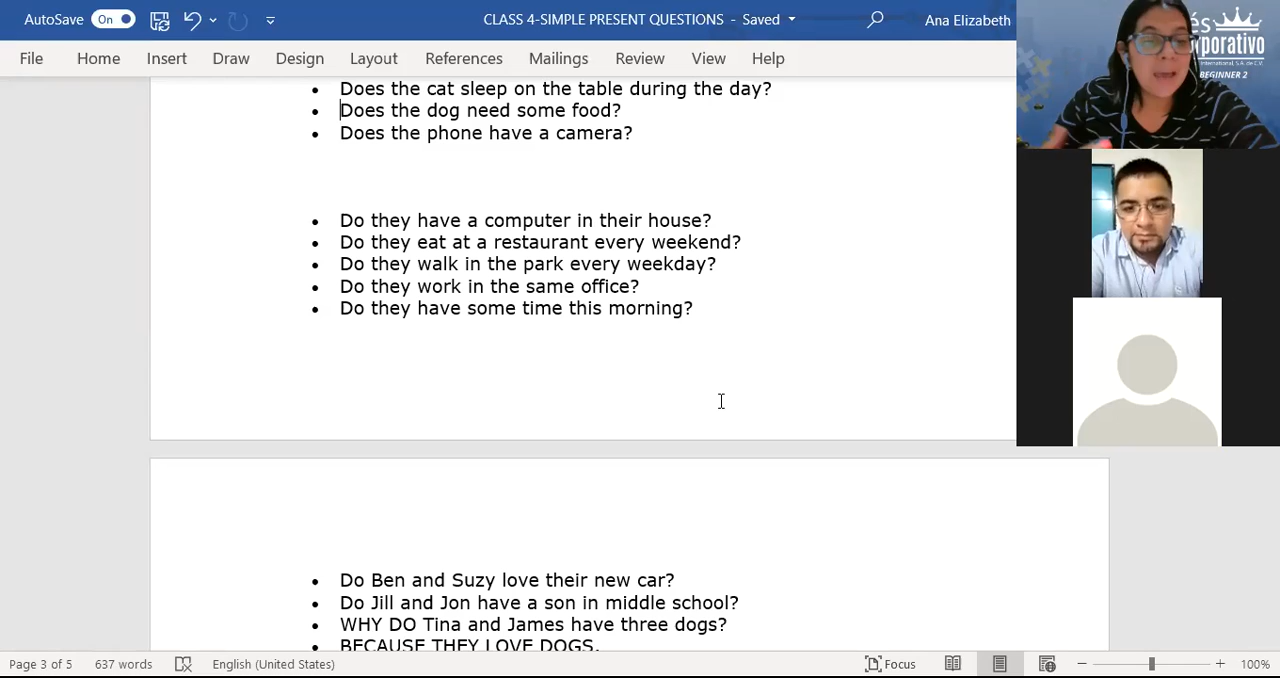 AutoSave On CLASS 4-SIMPLE PRESENT QUESTIONS - Saved Ana Elizabeth
File Home Insert Draw Design Layout References Mailings Review View Help
és
rporativo
International, S.A. de C.V.
BEGINNER 2
• Does the cat sleep on the table during the day?
• Does the dog need some food?
• Does the phone have a camera?
• Do they have a computer in their house?
• Do they eat at a restaurant every weekend?
• Do they walk in the park every weekday?
• Do they work in the same office?
• Do they have some time this morning?
• Do Ben and Suzy love their new car?
• Do Jill and Jon have a son in middle school?
• WHY DO Tina and James have three dogs?
• BECAUSE THEY LOVE DOGS.
Page 3 of 5 637 words English (United States) Focus 100%